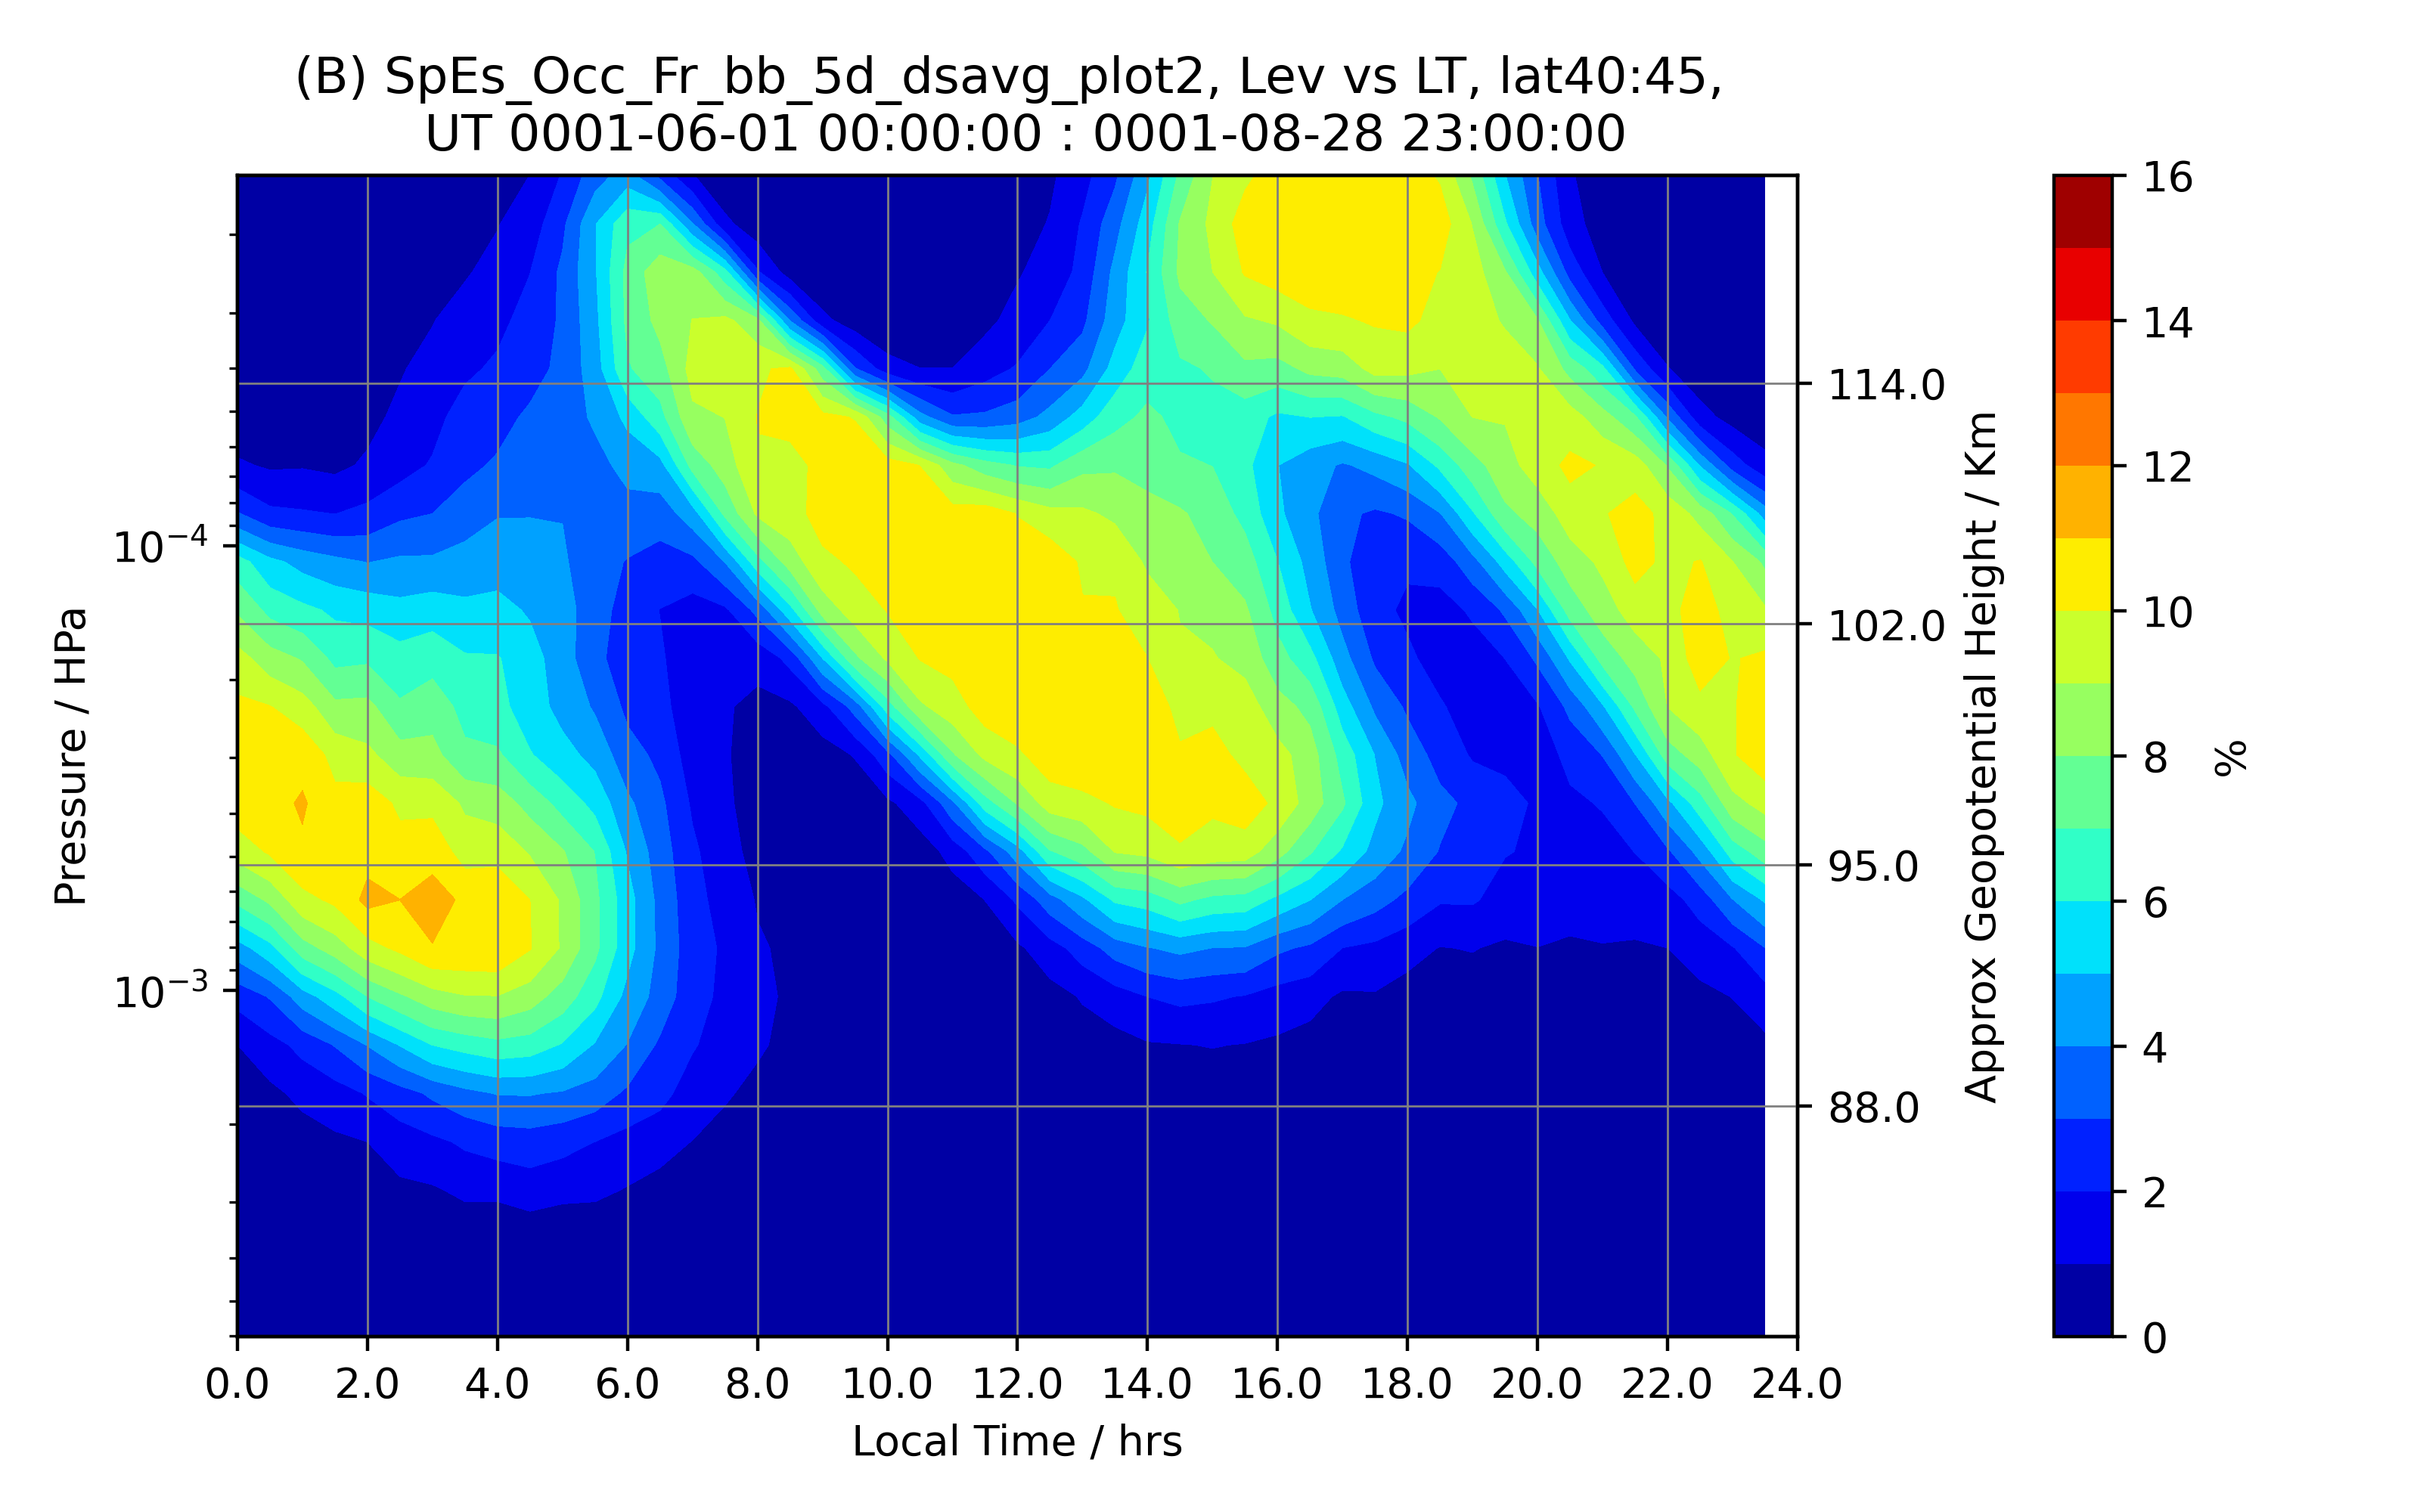 (B) SpEs_Occ_Fr_bb_5d_dsavg_plot2, Lev vs LT, lat40:45,
UT 0001-06-01 00:00:00 : 0001-08-28 23:00:00
Pressure / HPa
10⁻⁴
10⁻³
0.0 2.0 4.0 6.0 8.0 10.0 12.0 14.0 16.0 18.0 20.0 22.0 24.0
Local Time / hrs
114.0
102.0
95.0
88.0
Approx Geopotential Height / Km
16
14
12
10
8
6
4
2
0
%